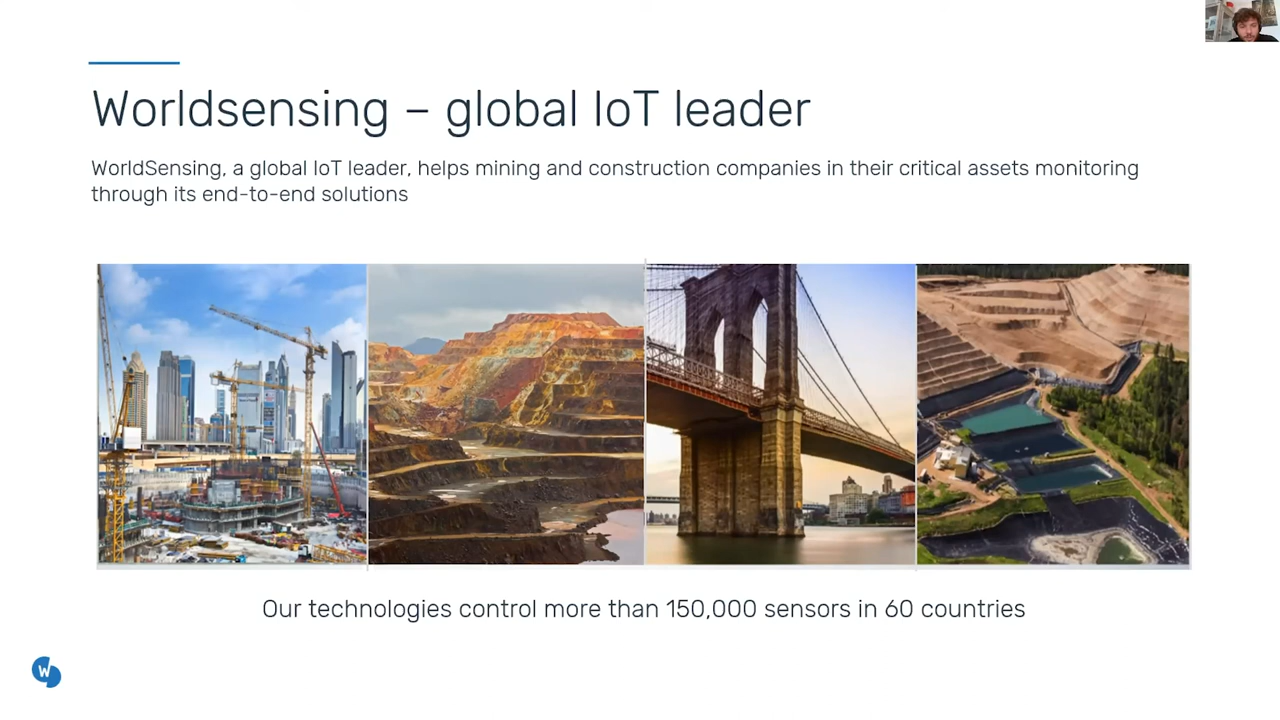 Worldsensing – global IoT leader
WorldSensing, a global IoT leader, helps mining and construction companies in their critical assets monitoring
through its end-to-end solutions
Our technologies control more than 150,000 sensors in 60 countries
W